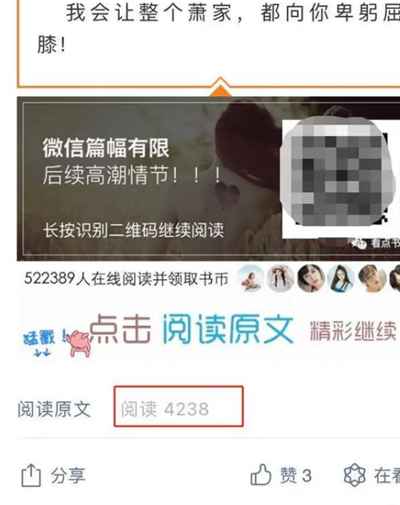 我会让整个萧家，都向你卑躬屈
膝！
微信篇幅有限
后续高潮情节！！！
长按识别二维码继续阅读
看点书
522389人在线阅读并领取书币
猛戳！
点击 阅读原文 精彩继续
阅读原文 阅读 4238
分享 赞 3 在看